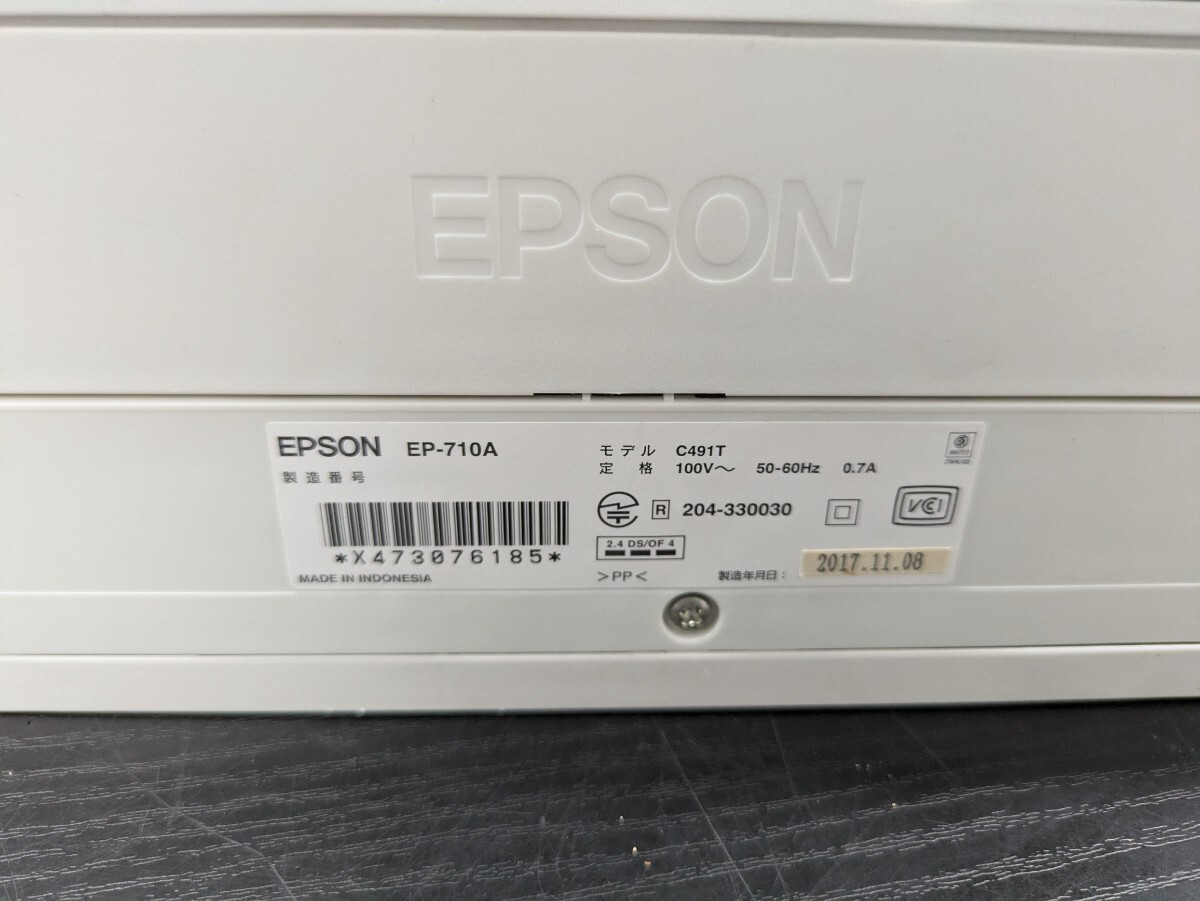 EPSON
EPSON EP-710A
製造番号
*X473076185*
MADE IN INDONESIA
モデル C491T
定格 100V～ 50-60Hz 0.7A
R 204-330030
2.4 DS/OF 4
>PP<
製造年月日： 2017.11.08
VCI